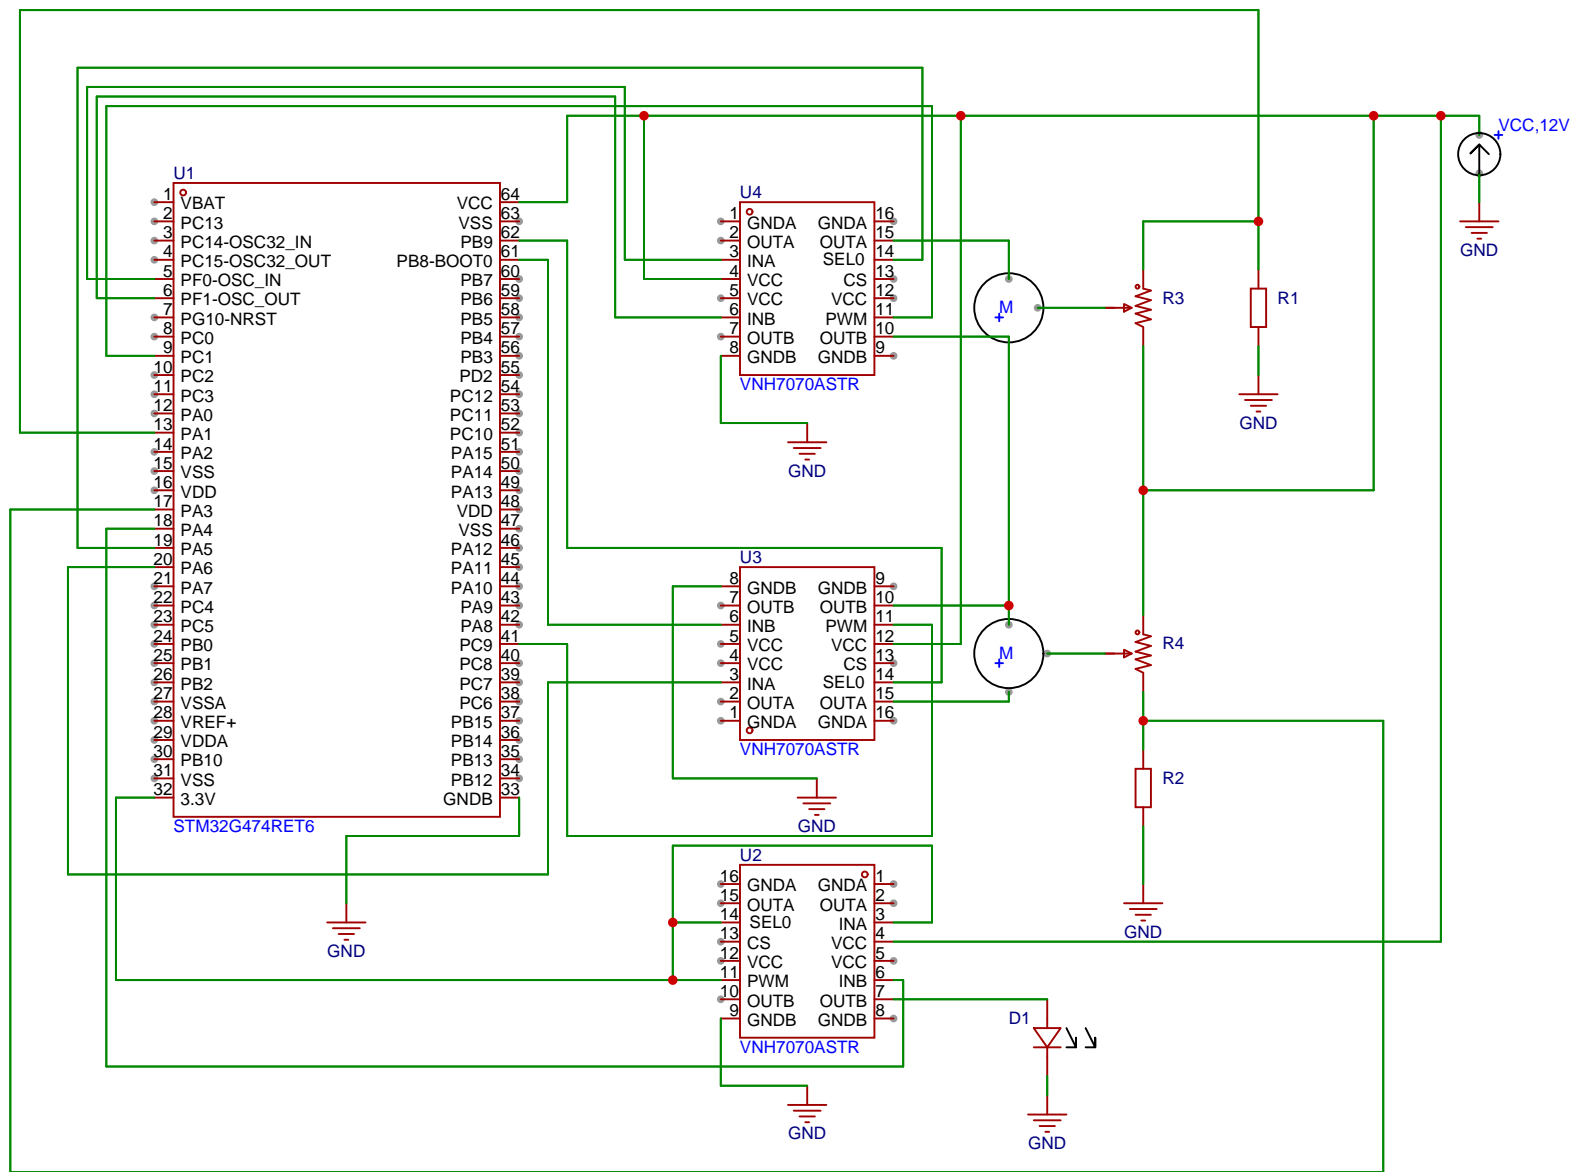 VCC,12V
GND
U1
1 VBAT VCC 64
2 PC13 VSS 63
3 PC14-OSC32_IN PB9 62
4 PC15-OSC32_OUT PB8-BOOT0 61
5 PF0-OSC_IN PB7 60
6 PF1-OSC_OUT PB6 59
7 PG10-NRST PB5 58
8 PC0 PB4 57
9 PC1 PB3 56
10 PC2 PD2 55
11 PC3 PC12 54
12 PA0 PC11 53
13 PA1 PC10 52
14 PA2 PA15 51
15 VSS PA14 50
16 VDD PA13 49
17 PA3 VDD 48
18 PA4 VSS 47
19 PA5 PA12 46
20 PA6 PA11 45
21 PA7 PA10 44
22 PC4 PA9 43
23 PC5 PA8 42
24 PB0 PC9 41
25 PB1 PC8 40
26 PB2 PC7 39
27 VSSA PC6 38
28 VREF+ PB15 37
29 VDDA PB14 36
30 PB10 PB13 35
31 VSS PB12 34
32 3.3V GNDB 33
STM32G474RET6
GND
U4
1 GNDA GNDA 16
2 OUTA OUTA 15
3 INA SEL0 14
4 VCC CS 13
5 VCC VCC 12
6 INB PWM 11
7 OUTB OUTB 10
8 GNDB GNDB 9
VNH7070ASTR
GND
M
R3
R1
GND
U3
8 GNDB GNDB 9
7 OUTB OUTB 10
6 INB PWM 11
5 VCC VCC 12
4 VCC CS 13
3 INA SEL0 14
2 OUTA OUTA 15
1 GNDA GNDA 16
VNH7070ASTR
GND
M
R4
R2
GND
U2
16 GNDA GNDA 1
15 OUTA OUTA 2
14 SEL0 INA 3
13 CS VCC 4
12 VCC VCC 5
11 PWM INB 6
10 OUTB OUTB 7
9 GNDB GNDB 8
VNH7070ASTR
GND
D1
GND